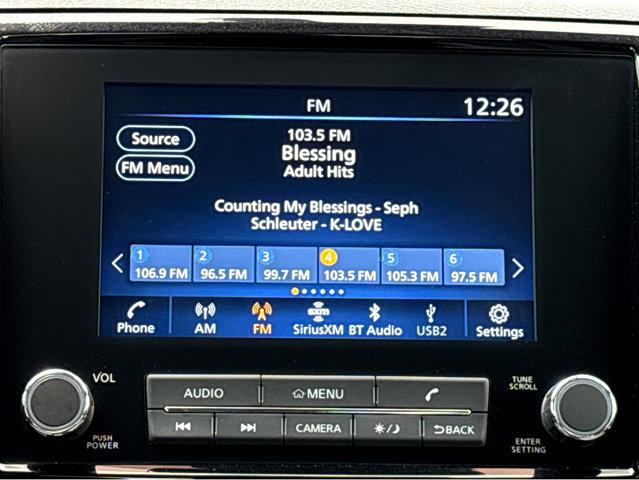 FM
12:26
Source
FM Menu
103.5 FM
Blessing
Adult Hits
Counting My Blessings - Seph
Schleuter - K-LOVE
1 2 3 4 5 6
106.9 FM 96.5 FM 99.7 FM 103.5 FM 105.3 FM 97.5 FM
sxm
Phone AM FM SiriusXM BT Audio USB2 Settings
VOL
PUSH
POWER
AUDIO MENU
CAMERA BACK
TUNE
SCROLL
ENTER
SETTING